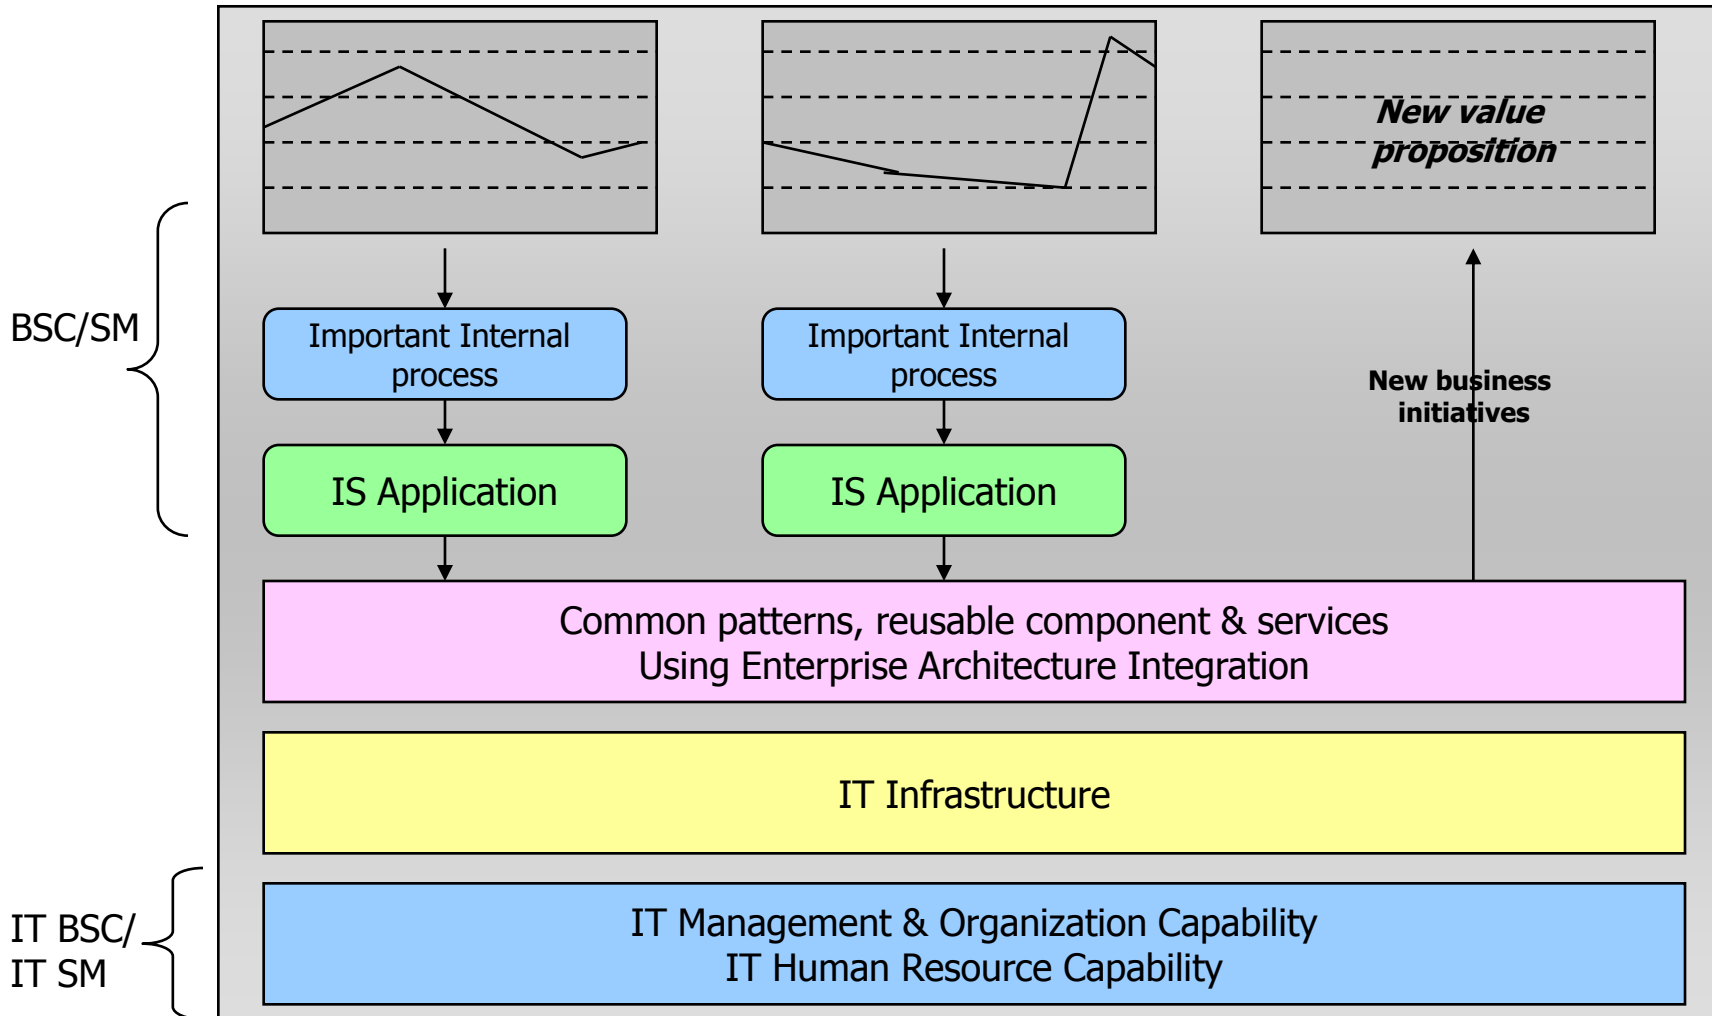 New value
proposition
BSC/SM
Important Internal
process
Important Internal
process
New business
initiatives
IS Application
IS Application
Common patterns, reusable component & services
Using Enterprise Architecture Integration
IT Infrastructure
IT BSC/
IT SM
IT Management & Organization Capability
IT Human Resource Capability